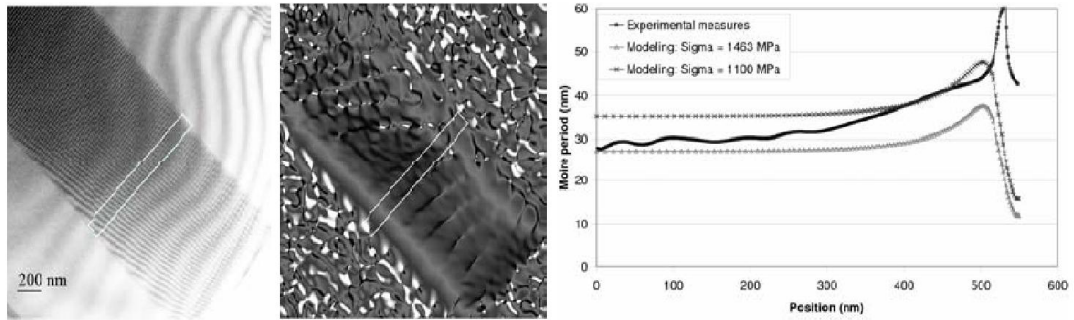 200 nm
60
50
40
30
20
10
0
Moire period (nm)
Experimental measures
Modeling: Sigma = 1463 MPa
Modeling: Sigma = 1100 MPa
0 100 200 300 400 500 600
Position (nm)